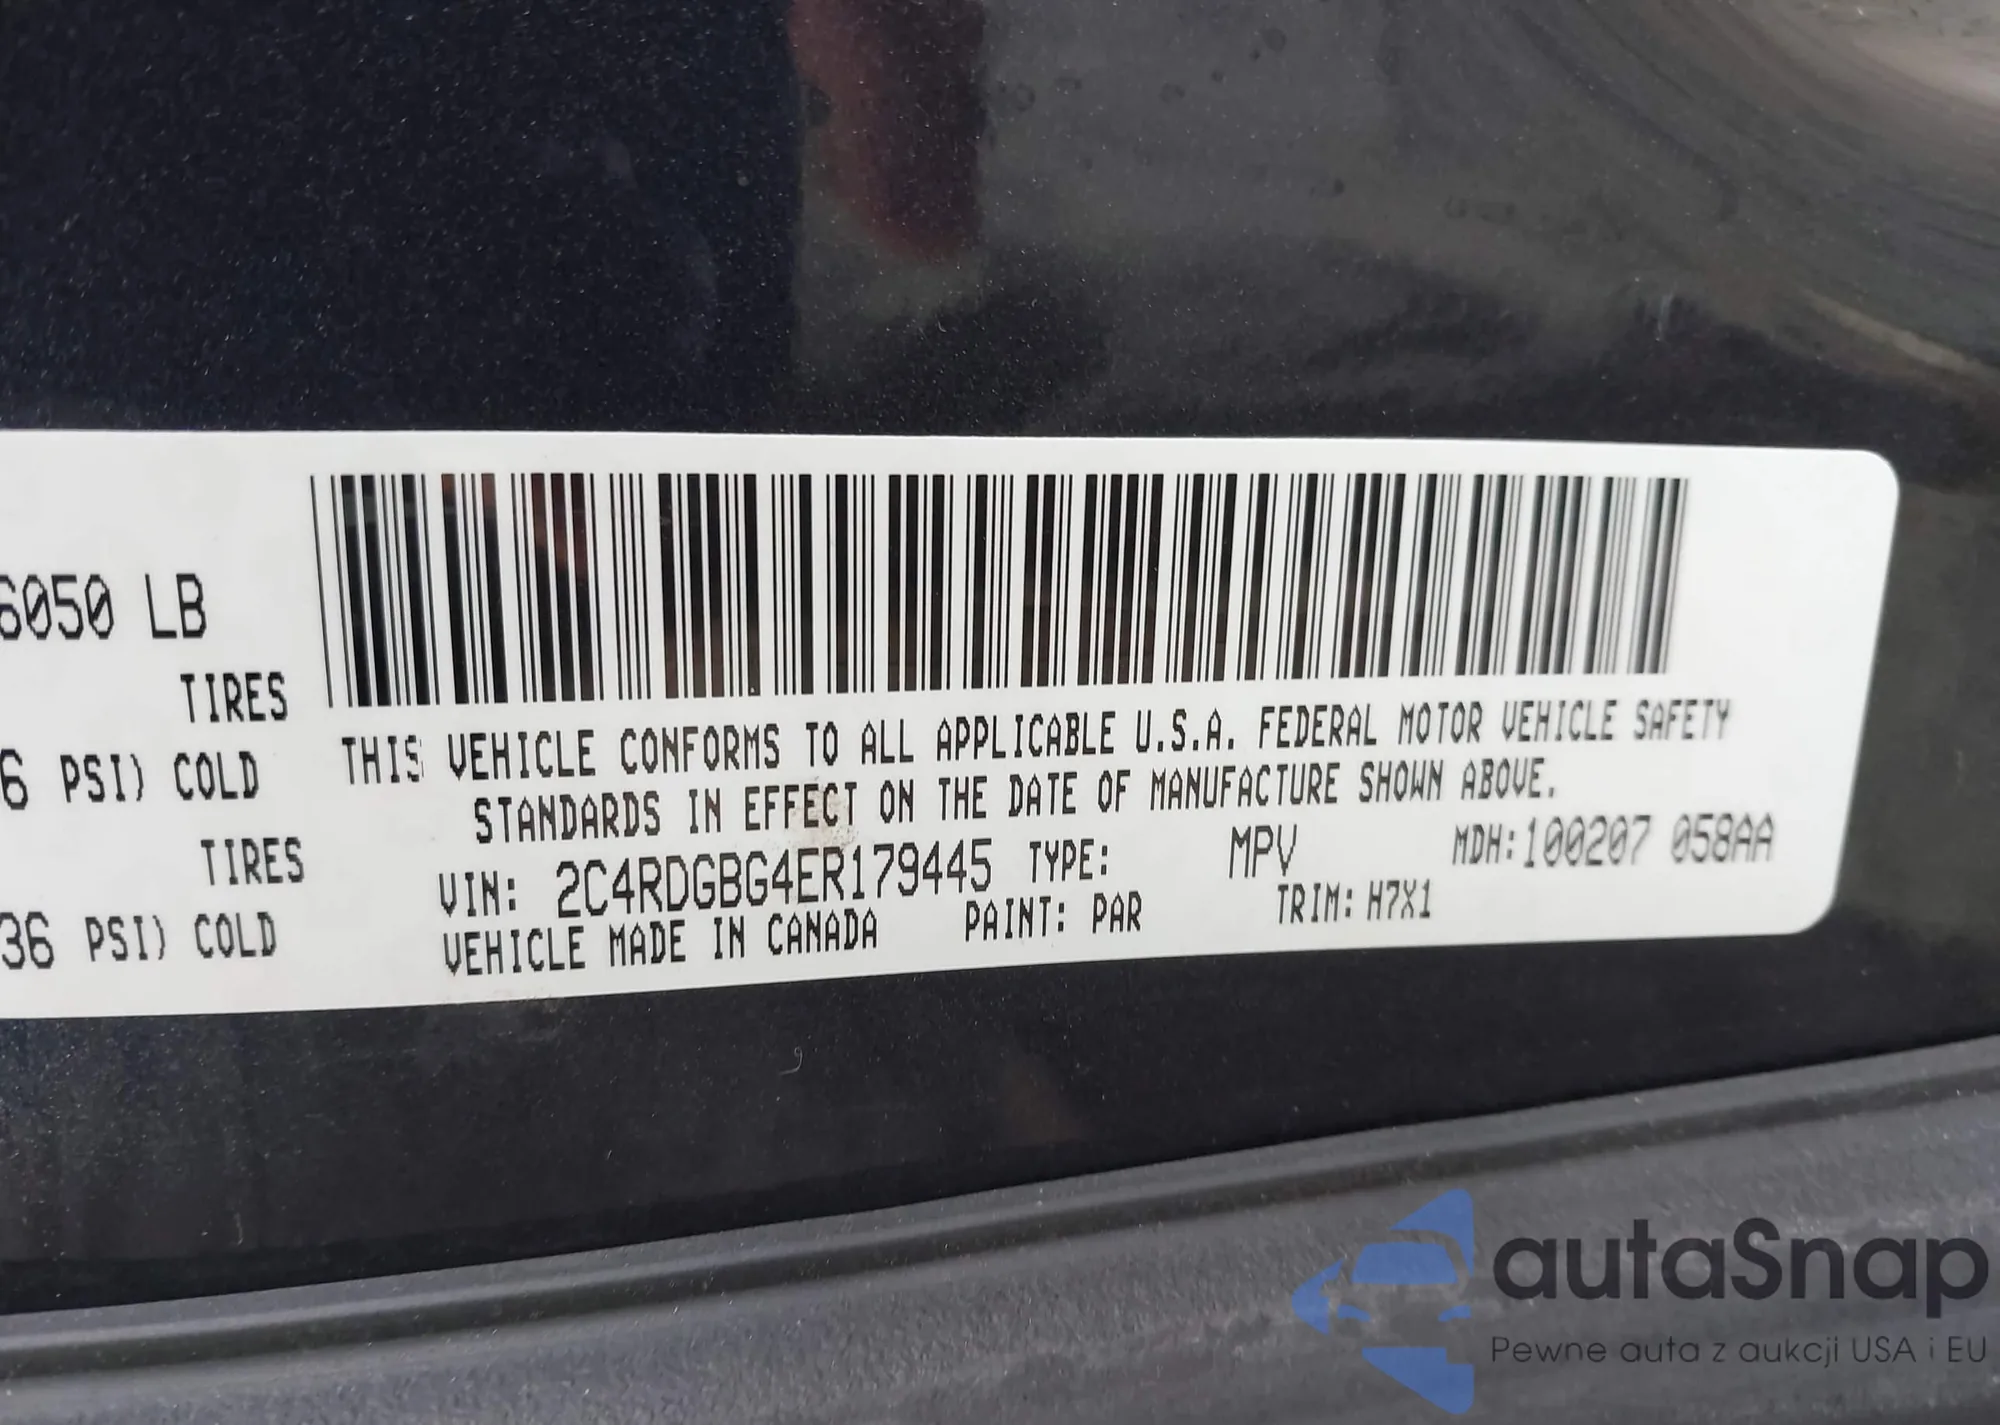 6050 LB
TIRES
6 PSI) COLD
TIRES
36 PSI) COLD
THIS VEHICLE CONFORMS TO ALL APPLICABLE U.S.A. FEDERAL MOTOR VEHICLE SAFETY
STANDARDS IN EFFECT ON THE DATE OF MANUFACTURE SHOWN ABOVE.
VIN: 2C4RDGBG4ER179445 TYPE: MPV MDH:100207 058AA
VEHICLE MADE IN CANADA PAINT: PAR TRIM: H7X1
autaSnap
Pewne auta z aukcji USA i EU